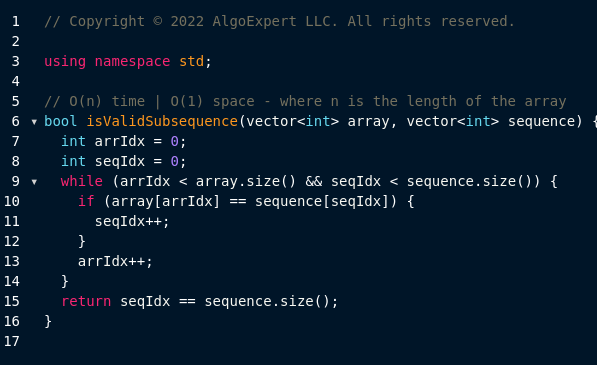 1 // Copyright © 2022 AlgoExpert LLC. All rights reserved.
2
3 using namespace std;
4
5 // O(n) time | O(1) space - where n is the length of the array
6 ▾ bool isValidSubsequence(vector<int> array, vector<int> sequence) {
7   int arrIdx = 0;
8   int seqIdx = 0;
9 ▾   while (arrIdx < array.size() && seqIdx < sequence.size()) {
10     if (array[arrIdx] == sequence[seqIdx]) {
11       seqIdx++;
12     }
13     arrIdx++;
14   }
15   return seqIdx == sequence.size();
16 }
17